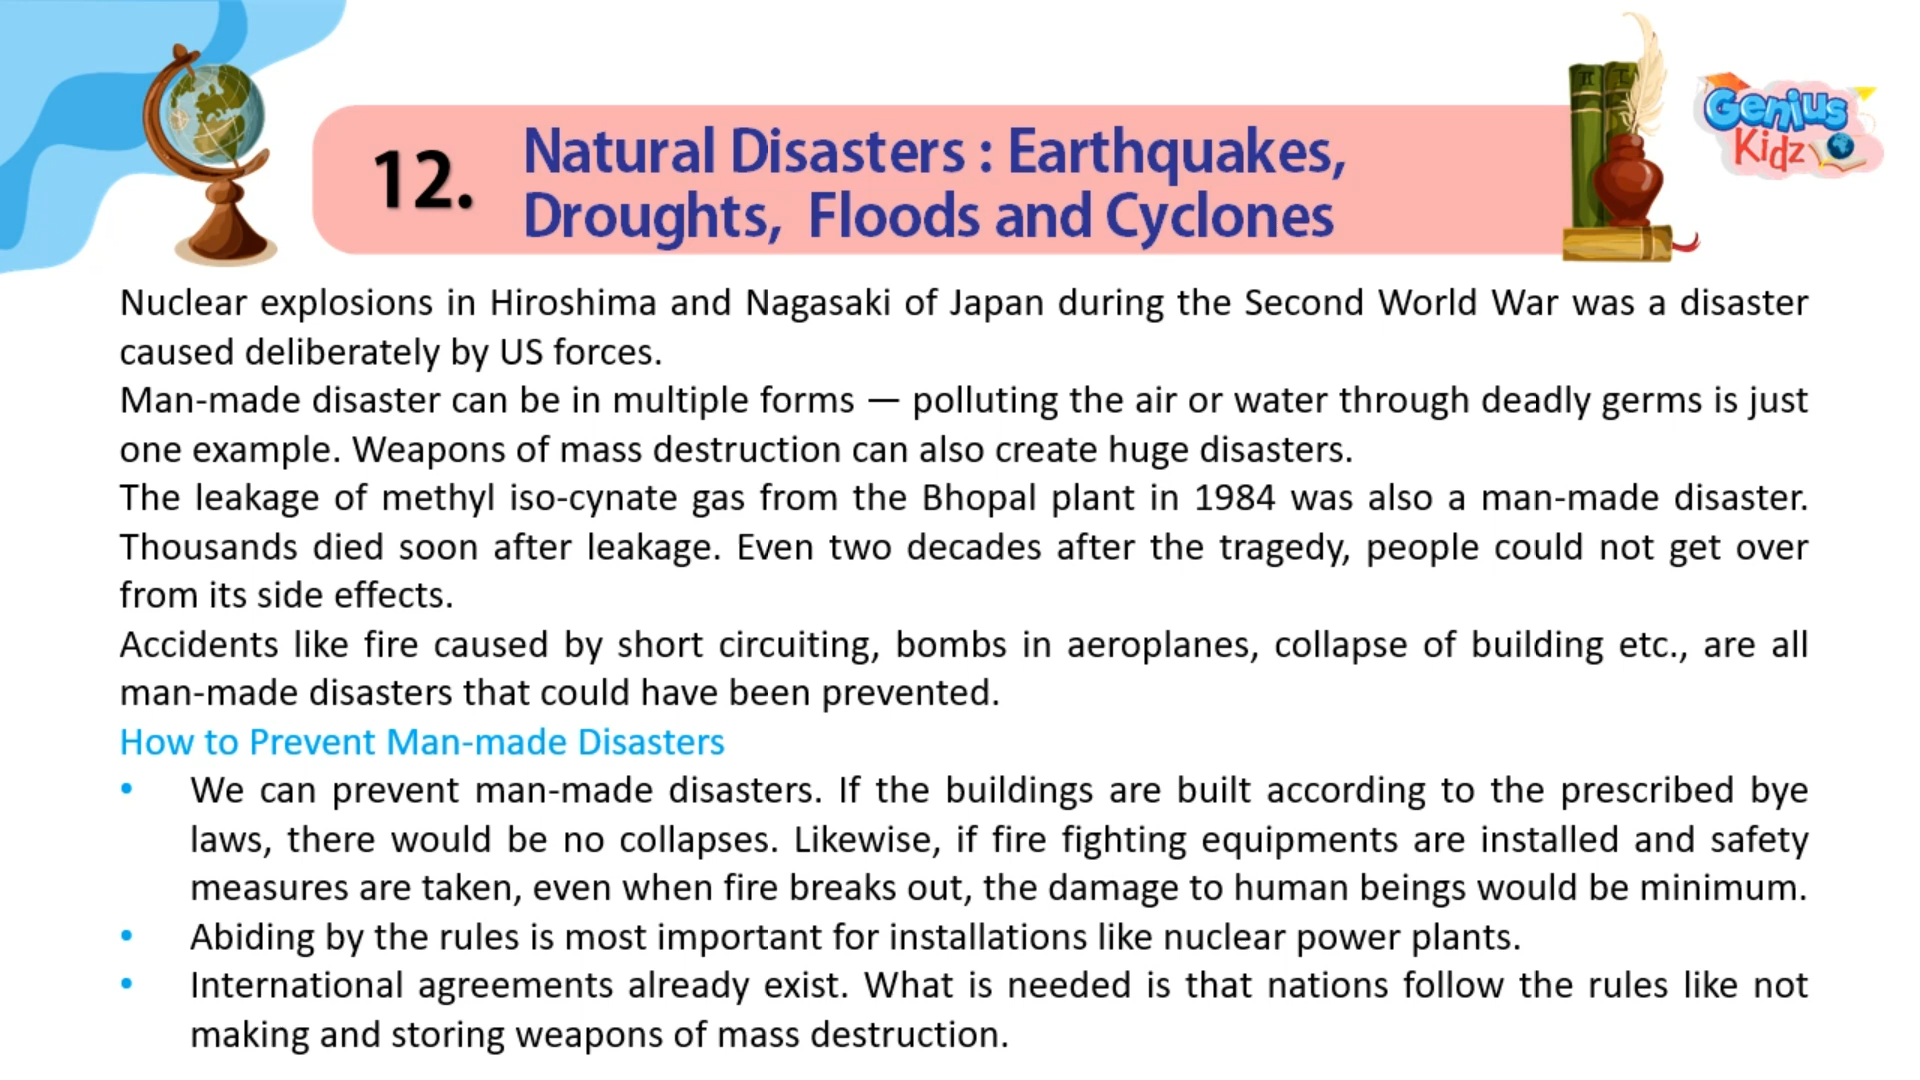 12.
Natural Disasters : Earthquakes,
Droughts, Floods and Cyclones
Genius
Kidz
Nuclear explosions in Hiroshima and Nagasaki of Japan during the Second World War was a disaster
caused deliberately by US forces.
Man-made disaster can be in multiple forms — polluting the air or water through deadly germs is just
one example. Weapons of mass destruction can also create huge disasters.
The leakage of methyl iso-cynate gas from the Bhopal plant in 1984 was also a man-made disaster.
Thousands died soon after leakage. Even two decades after the tragedy, people could not get over
from its side effects.
Accidents like fire caused by short circuiting, bombs in aeroplanes, collapse of building etc., are all
man-made disasters that could have been prevented.
How to Prevent Man-made Disasters
• We can prevent man-made disasters. If the buildings are built according to the prescribed bye
laws, there would be no collapses. Likewise, if fire fighting equipments are installed and safety
measures are taken, even when fire breaks out, the damage to human beings would be minimum.
• Abiding by the rules is most important for installations like nuclear power plants.
• International agreements already exist. What is needed is that nations follow the rules like not
making and storing weapons of mass destruction.